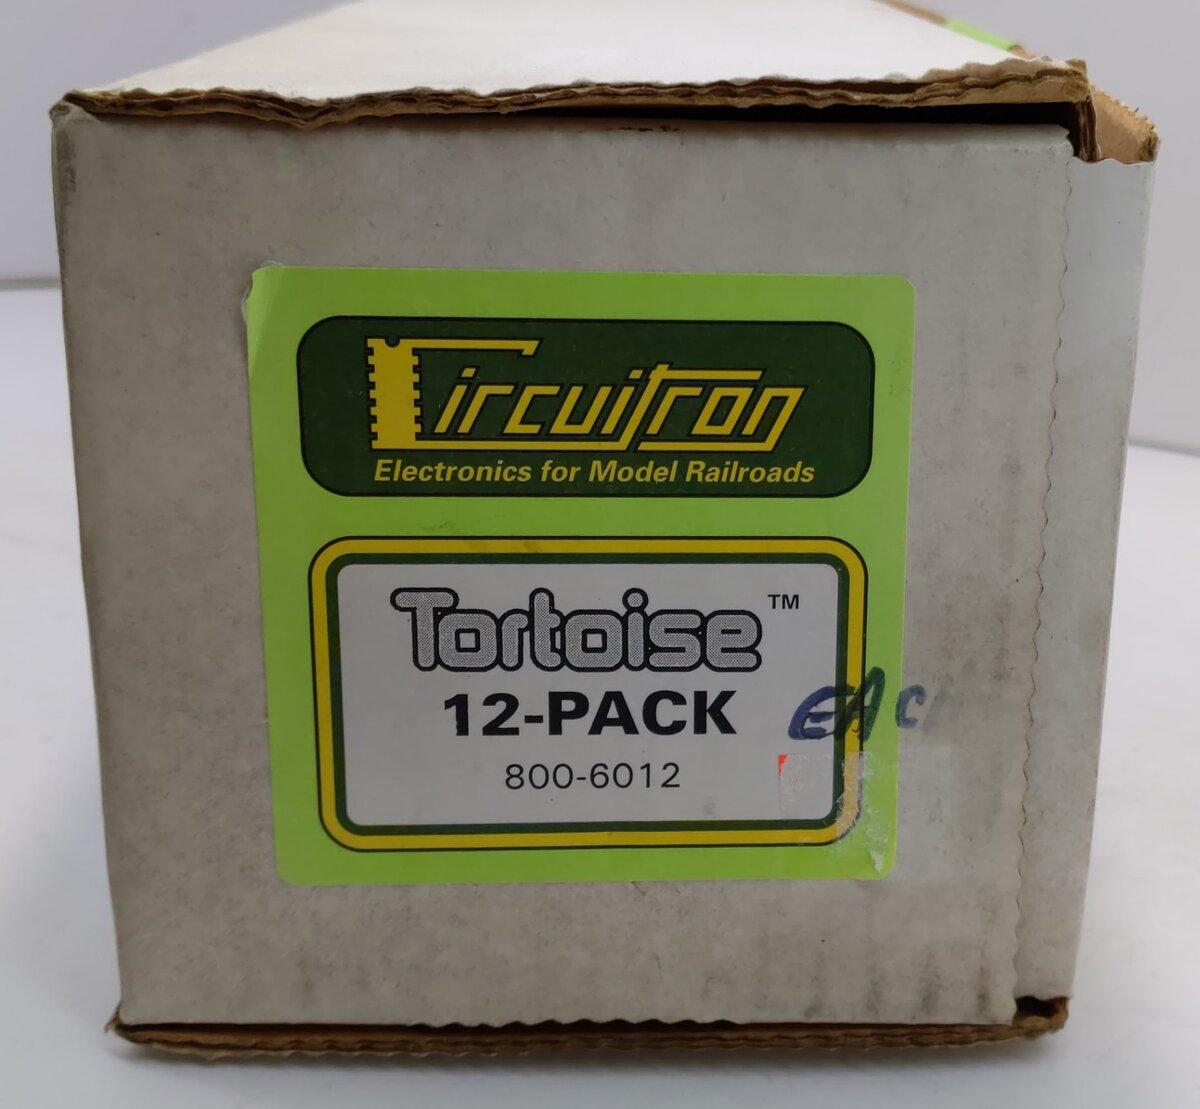 Circuitron
Electronics for Model Railroads
Tortoise™
12-PACK
800-6012